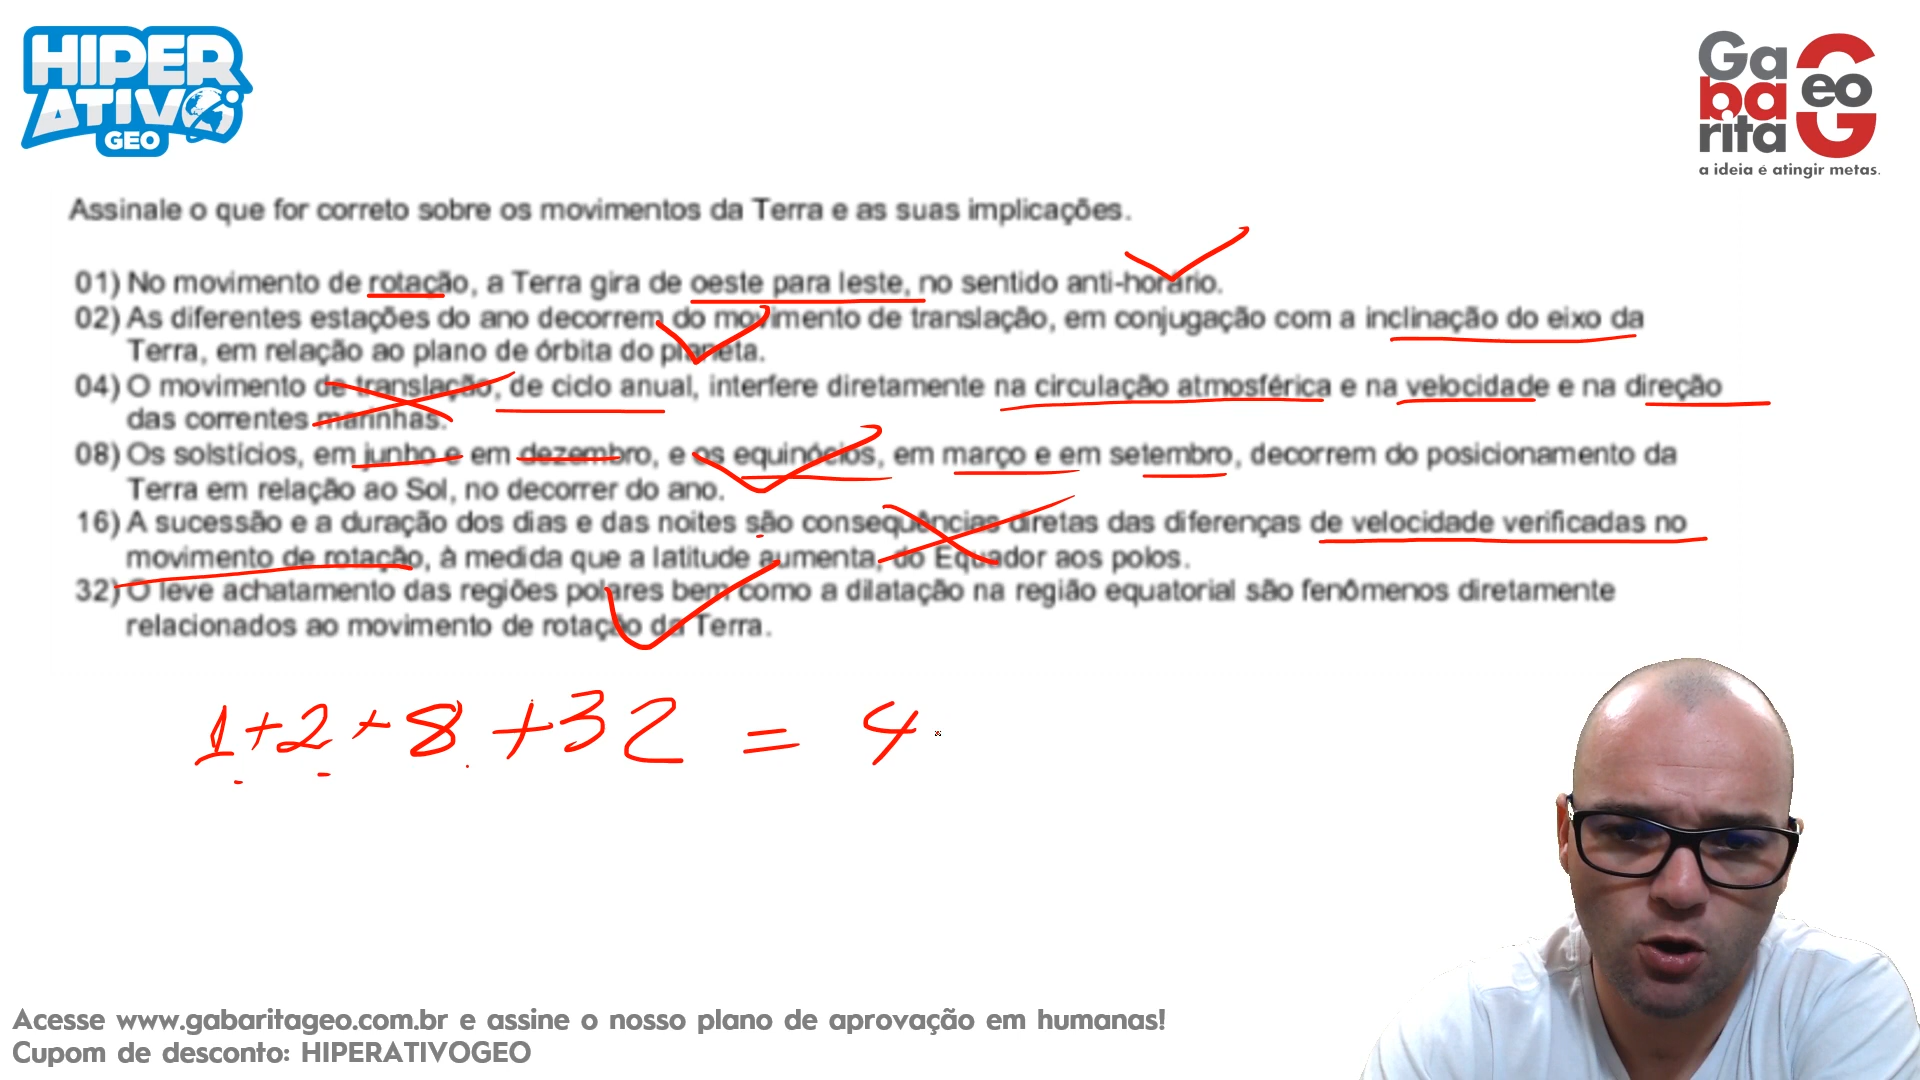 HIPER
ATIVO
GEO
Ga
ba
rita
Geo
a ideia é atingir metas.
Assinale o que for correto sobre os movimentos da Terra e as suas implicações.
01) No movimento de rotação, a Terra gira de oeste para leste, no sentido anti-horário.
02) As diferentes estações do ano decorrem do movimento de translação, em conjugação com a inclinação do eixo da
Terra, em relação ao plano de órbita do planeta.
04) O movimento de translação, de ciclo anual, interfere diretamente na circulação atmosférica e na velocidade e na direção
das correntes marinhas.
08) Os solstícios, em junho e em dezembro, e os equinócios, em março e em setembro, decorrem do posicionamento da
Terra em relação ao Sol, no decorrer do ano.
16) A sucessão e a duração dos dias e das noites são consequências diretas das diferenças de velocidade verificadas no
movimento de rotação, à medida que a latitude aumenta, do Equador aos polos.
32) O leve achatamento das regiões polares bem como a dilatação na região equatorial são fenômenos diretamente
relacionados ao movimento de rotação da Terra.
1+2+8+32 = 4
Acesse www.gabaritageo.com.br e assine o nosso plano de aprovação em humanas!
Cupom de desconto: HIPERATIVOGEO